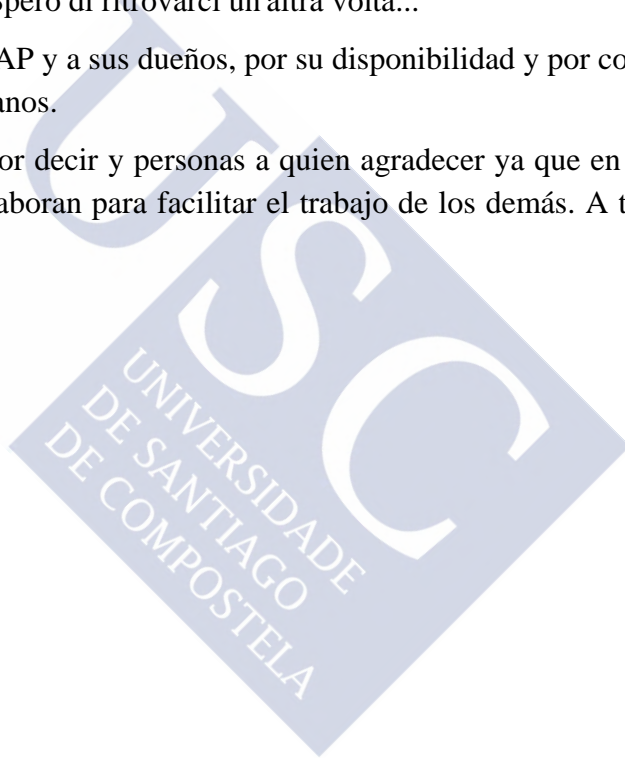 spero di ritrovarci un'altra volta...
AP y a sus dueños, por su disponibilidad y por co
anos.
or decir y personas a quien agradecer ya que en
aboran para facilitar el trabajo de los demás. A t
USC
UNIVERSIDADE
DE SANTIAGO
DE COMPOSTELA